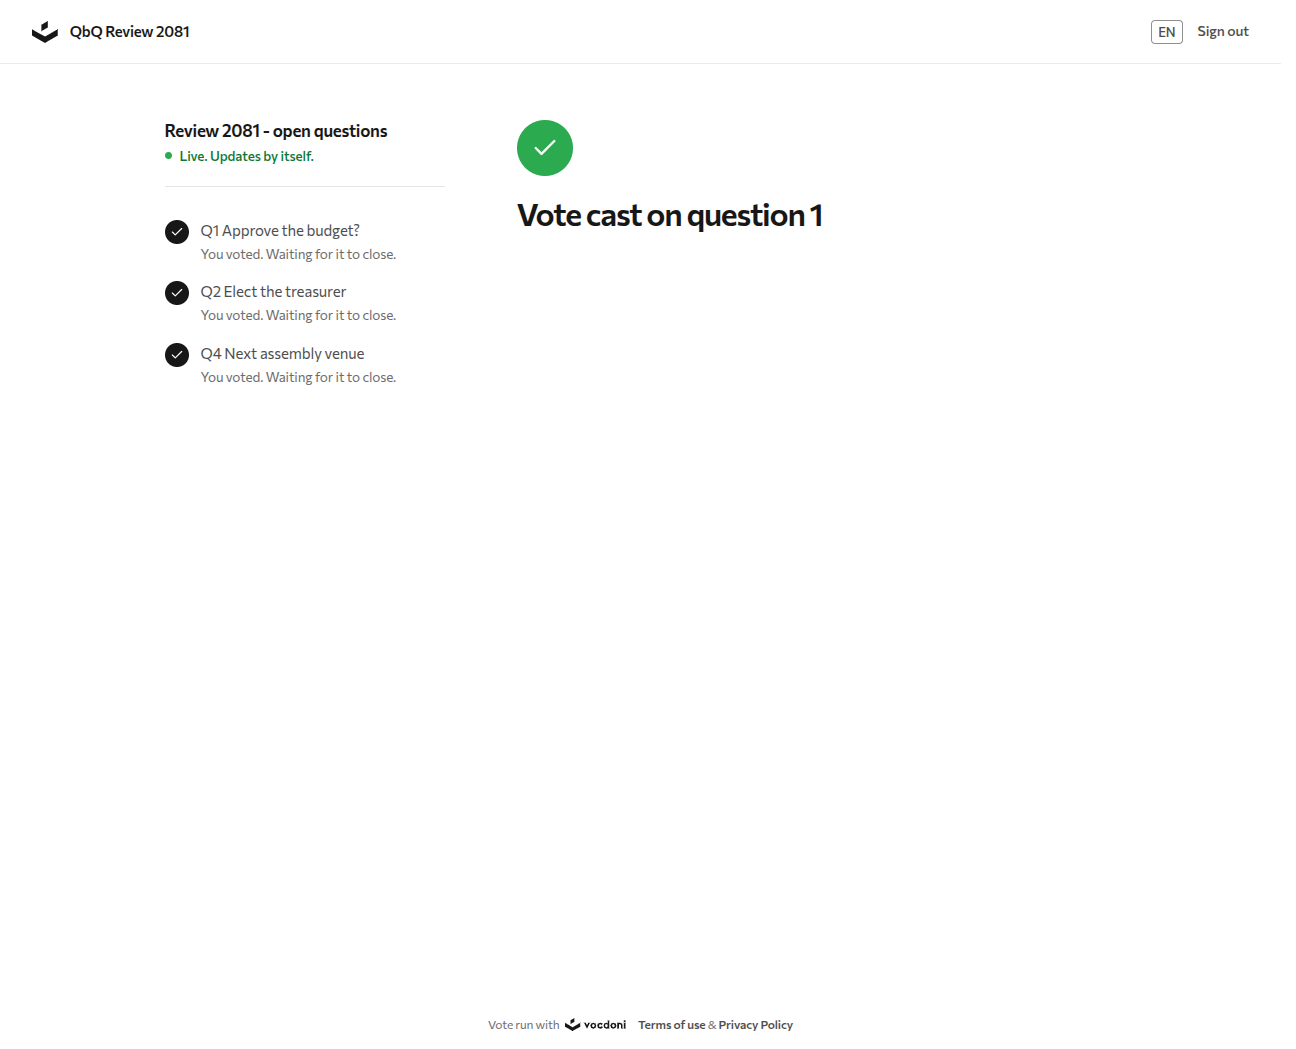 QbQ Review 2081
EN
Sign out
Review 2081 - open questions
Live. Updates by itself.
Q1 Approve the budget?
You voted. Waiting for it to close.
Q2 Elect the treasurer
You voted. Waiting for it to close.
Q4 Next assembly venue
You voted. Waiting for it to close.
Vote cast on question 1
Vote run with vocdoni Terms of use & Privacy Policy